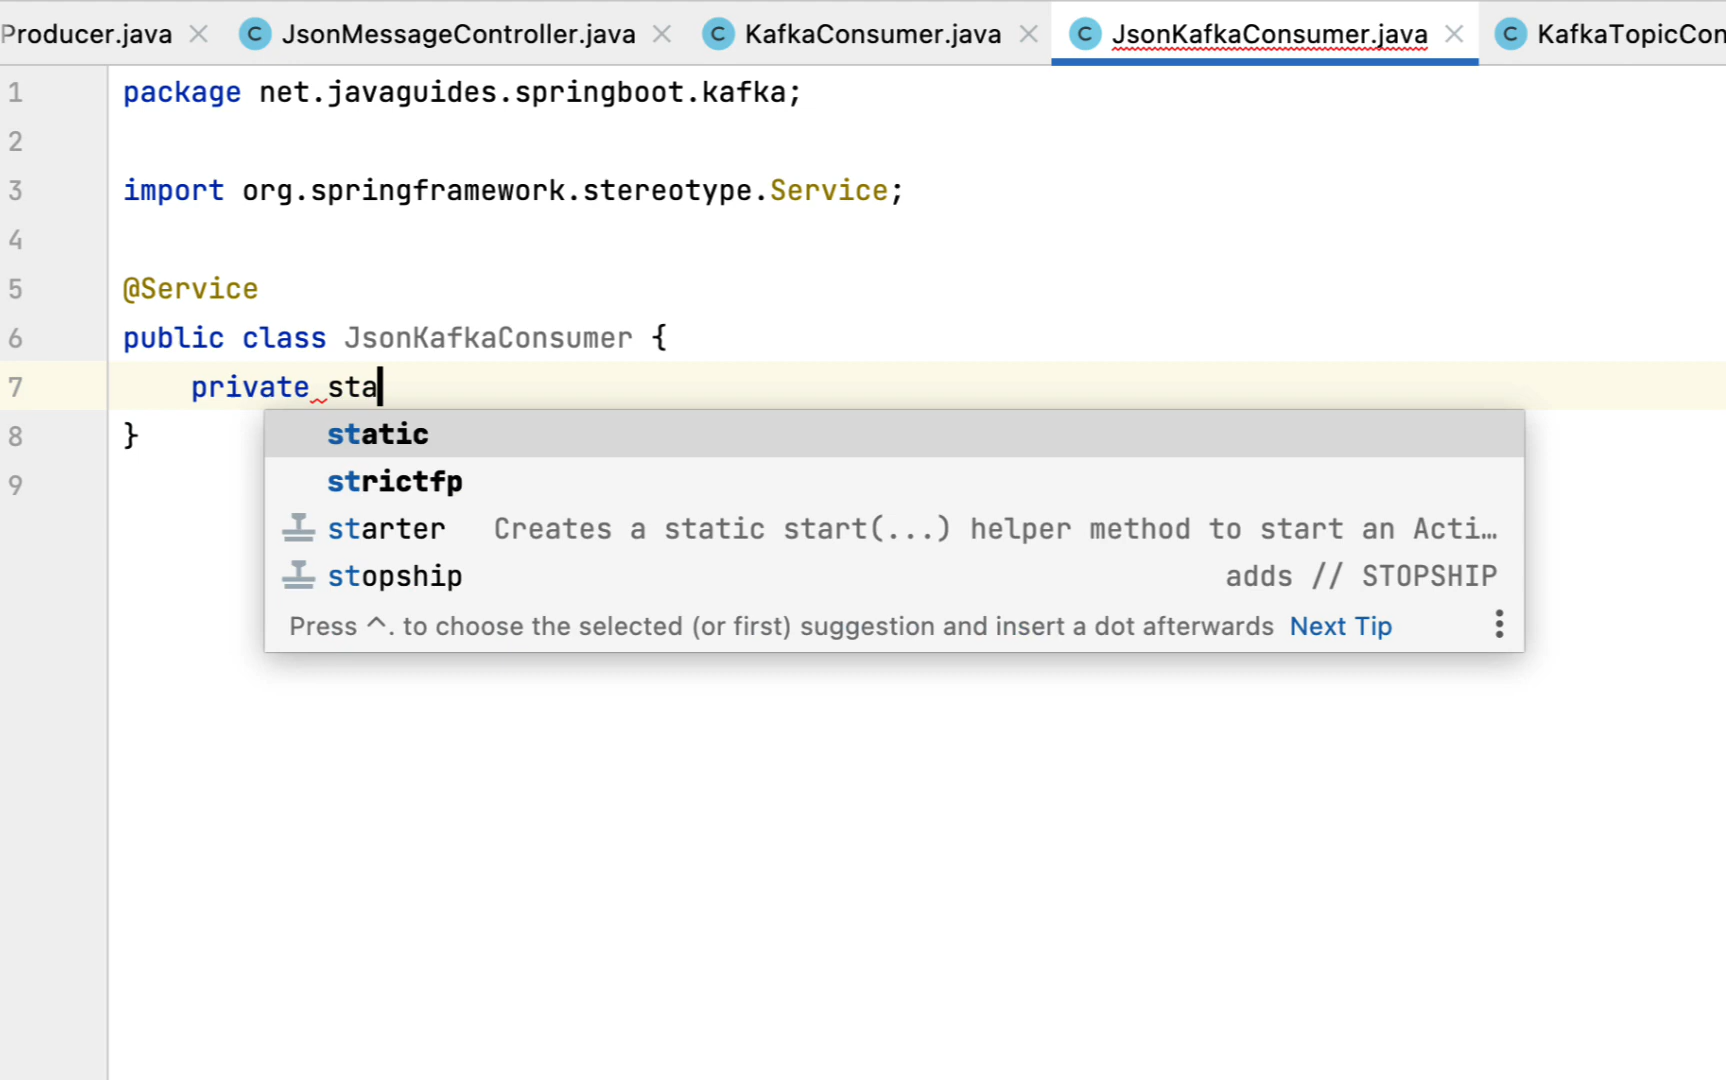 Producer.java JsonMessageController.java KafkaConsumer.java JsonKafkaConsumer.java KafkaTopicCon
1 package net.javaguides.springboot.kafka;
2
3 import org.springframework.stereotype.Service;
4
5 @Service
6 public class JsonKafkaConsumer {
7 private sta
static
8 }
strictfp
9
starter Creates a static start(...) helper method to start an Acti…
stopship adds // STOPSHIP
Press ^. to choose the selected (or first) suggestion and insert a dot afterwards Next Tip